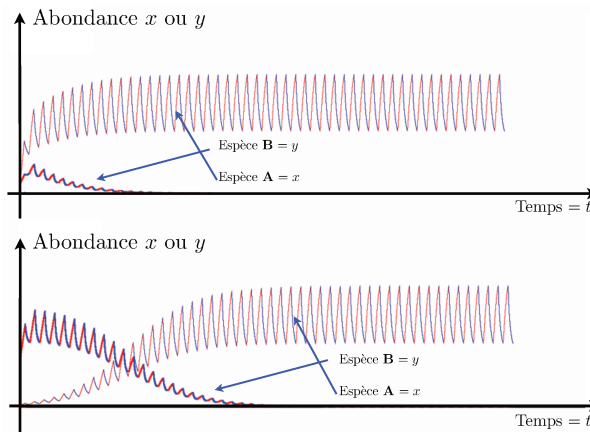 Abondance x ou y
Espèce B = y
Espèce A = x
Temps = t
Abondance x ou y
Espèce B = y
Espèce A = x
Temps = t